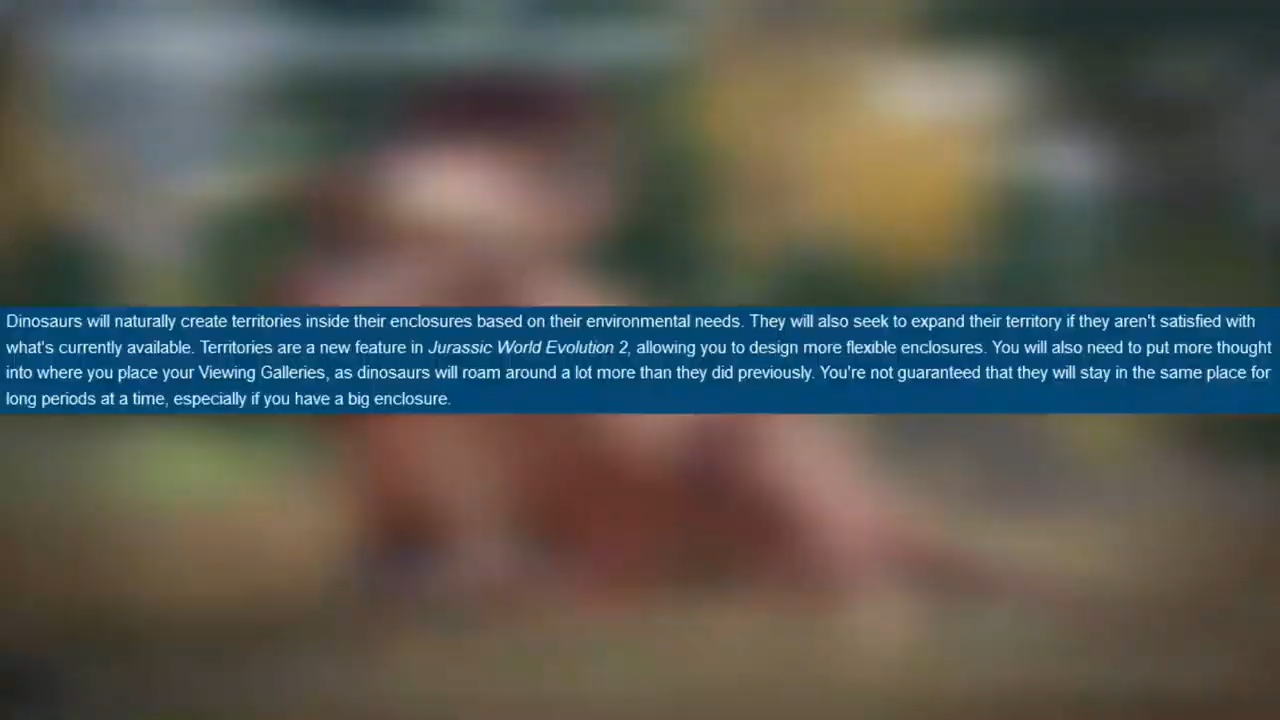 Dinosaurs will naturally create territories inside their enclosures based on their environmental needs. They will also seek to expand their territory if they aren't satisfied with
what's currently available. Territories are a new feature in Jurassic World Evolution 2, allowing you to design more flexible enclosures. You will also need to put more thought
into where you place your Viewing Galleries, as dinosaurs will roam around a lot more than they did previously. You're not guaranteed that they will stay in the same place for
long periods at a time, especially if you have a big enclosure.